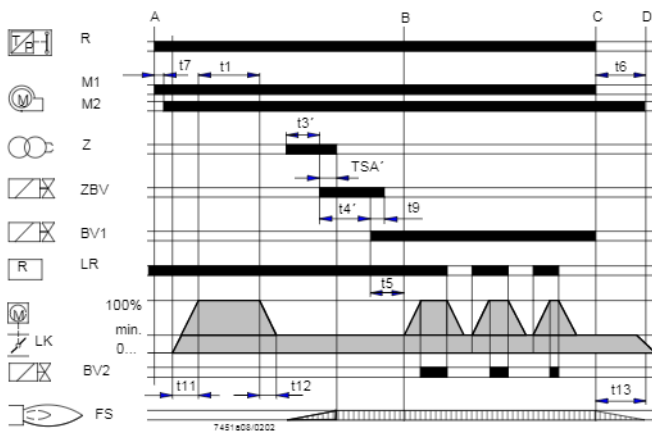 A B C D
T P R
t7 t1 t6
M1
M M2
t3´
Z
TSA´
ZBV
t4´ t9
BV1
R LR
t5
100%
M min.
LK 0...
BV2
t11 t12 t13
FS
7451a08/0202